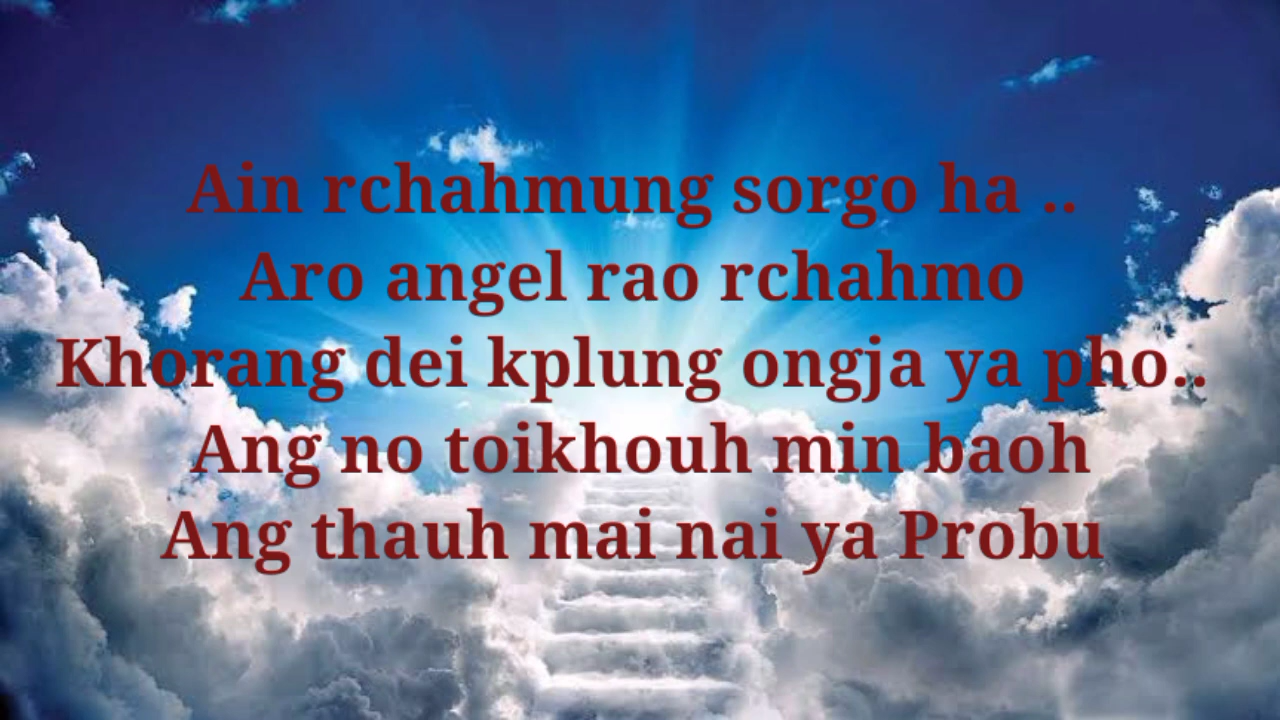 Ain rchahmung sorgo ha ..
Aro angel rao rchahmo
Khorang dei kplung ongja ya pho..
Ang no toikhouh min baoh
Ang thauh mai nai ya Probu